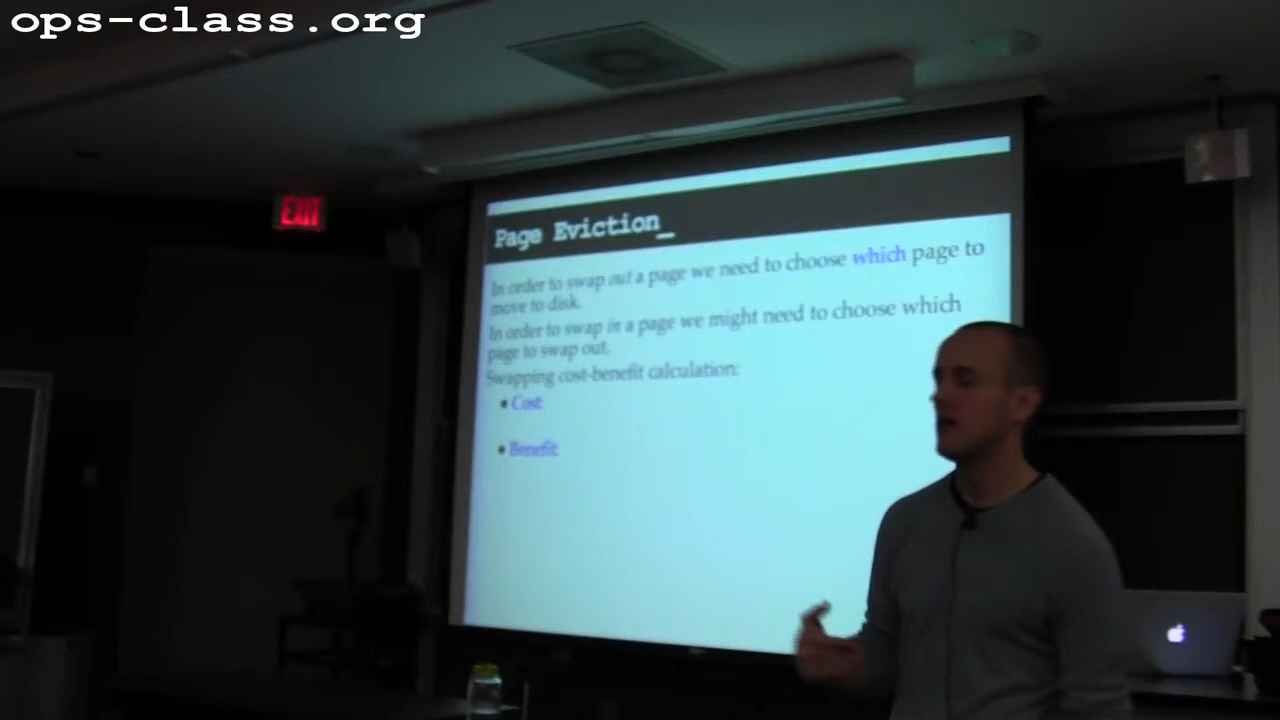 ops-class.org
EXIT
Page Eviction_
In order to swap out a page we need to choose which page to
move to disk.
In order to swap in a page we might need to choose which
page to swap out.
Swapping cost-benefit calculation:
• Cost:
• Benefit: